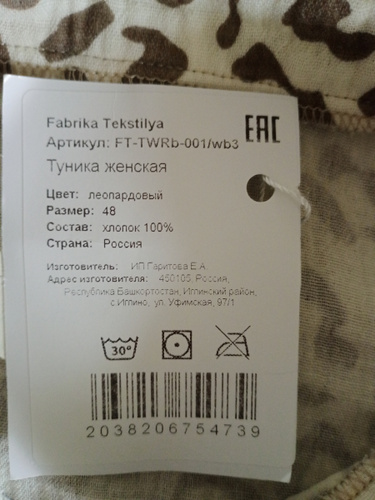 Fabrika Tekstilya
EAC
Артикул: FT-TWRb-001/wb3
Туника женская
Цвет: леопардовый
Размер: 48
Состав: хлопок 100%
Страна: Россия
Изготовитель: ИП Гаритова Е.А.
Адрес изготовителя: 450105, Россия,
Республика Башкортостан, Иглинский район,
с.Иглино, ул. Уфимская, 97/1
30°
2038206754739